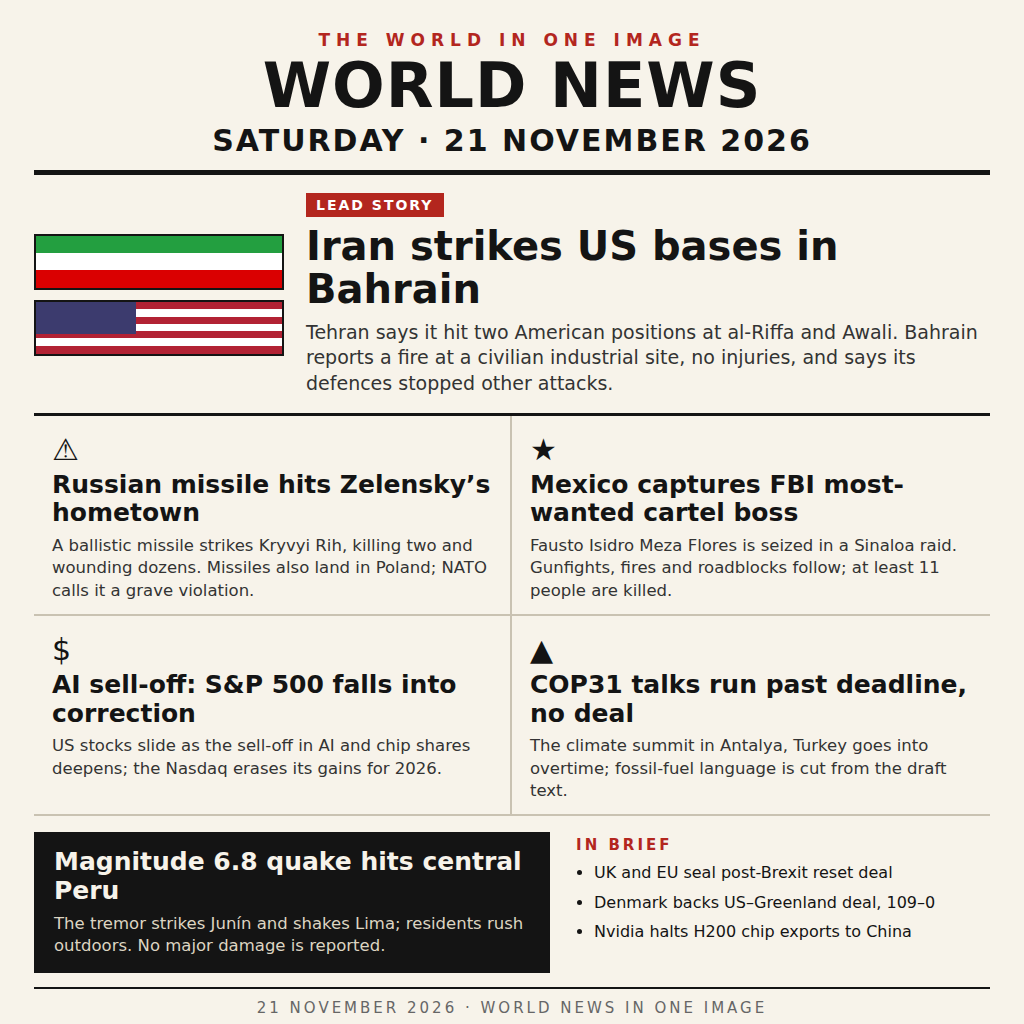 THE WORLD IN ONE IMAGE
WORLD NEWS
SATURDAY · 21 NOVEMBER 2026
LEAD STORY
Iran strikes US bases in
Bahrain
Tehran says it hit two American positions at al-Riffa and Awali. Bahrain
reports a fire at a civilian industrial site, no injuries, and says its
defences stopped other attacks.
⚠
Russian missile hits Zelensky’s
hometown
A ballistic missile strikes Kryvyi Rih, killing two and
wounding dozens. Missiles also land in Poland; NATO
calls it a grave violation.
★
Mexico captures FBI most-
wanted cartel boss
Fausto Isidro Meza Flores is seized in a Sinaloa raid.
Gunfights, fires and roadblocks follow; at least 11
people are killed.
$
AI sell-off: S&P 500 falls into
correction
US stocks slide as the sell-off in AI and chip shares
deepens; the Nasdaq erases its gains for 2026.
▲
COP31 talks run past deadline,
no deal
The climate summit in Antalya, Turkey goes into
overtime; fossil-fuel language is cut from the draft
text.
Magnitude 6.8 quake hits central
Peru
The tremor strikes Junín and shakes Lima; residents rush
outdoors. No major damage is reported.
IN BRIEF
• UK and EU seal post-Brexit reset deal
• Denmark backs US–Greenland deal, 109–0
• Nvidia halts H200 chip exports to China
21 NOVEMBER 2026 · WORLD NEWS IN ONE IMAGE